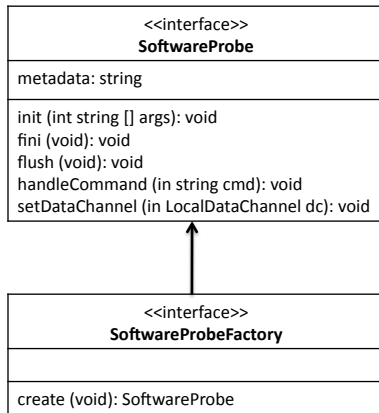 <<interface>>
SoftwareProbe
metadata: string
init (int string [] args): void
fini (void): void
flush (void): void
handleCommand (in string cmd): void
setDataChannel (in LocalDataChannel dc): void
<<interface>>
SoftwareProbeFactory
create (void): SoftwareProbe